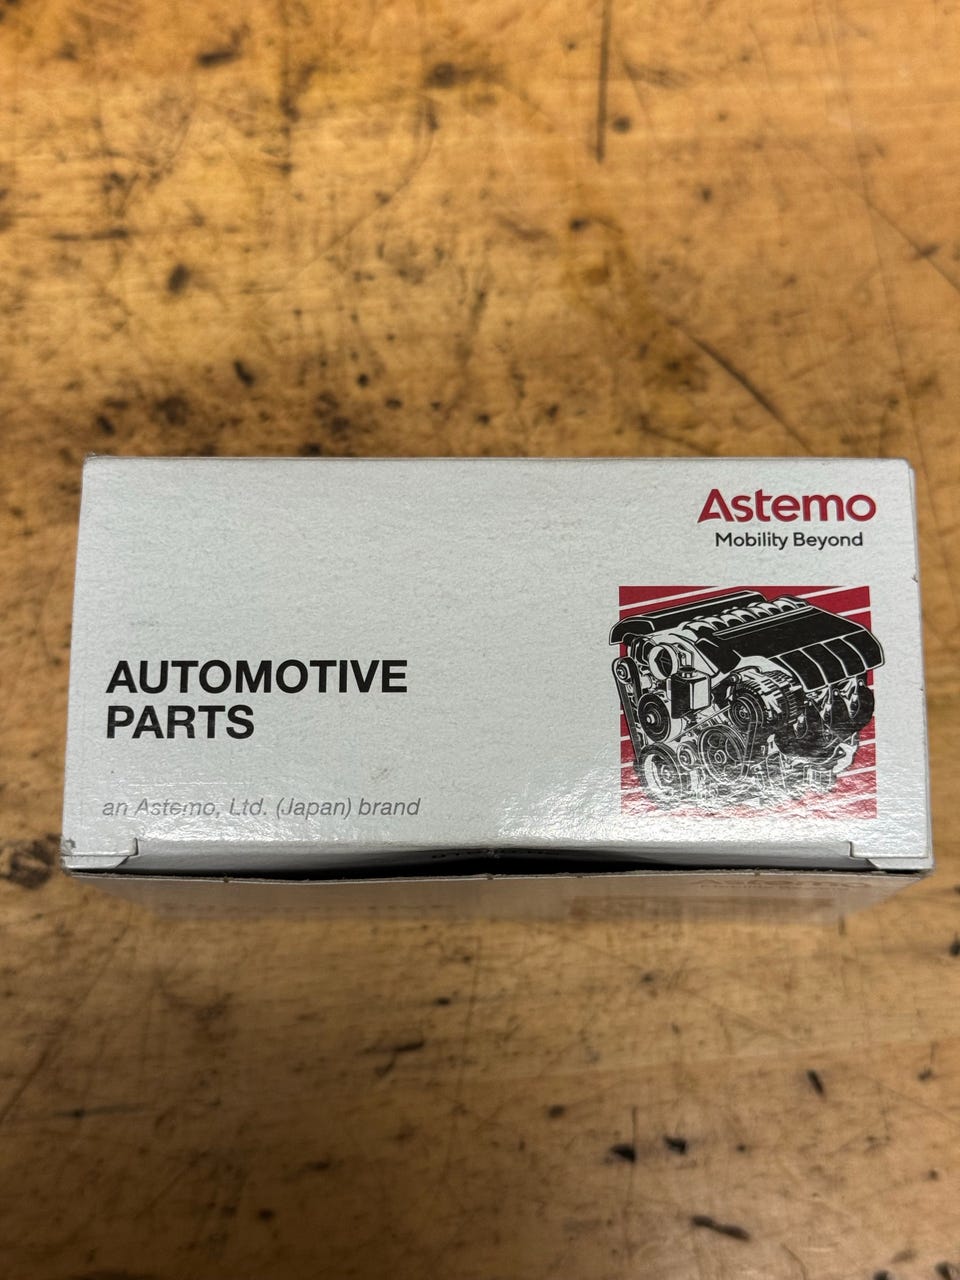 Astemo
Mobility Beyond
AUTOMOTIVE
PARTS
an Astemo, Ltd. (Japan) brand